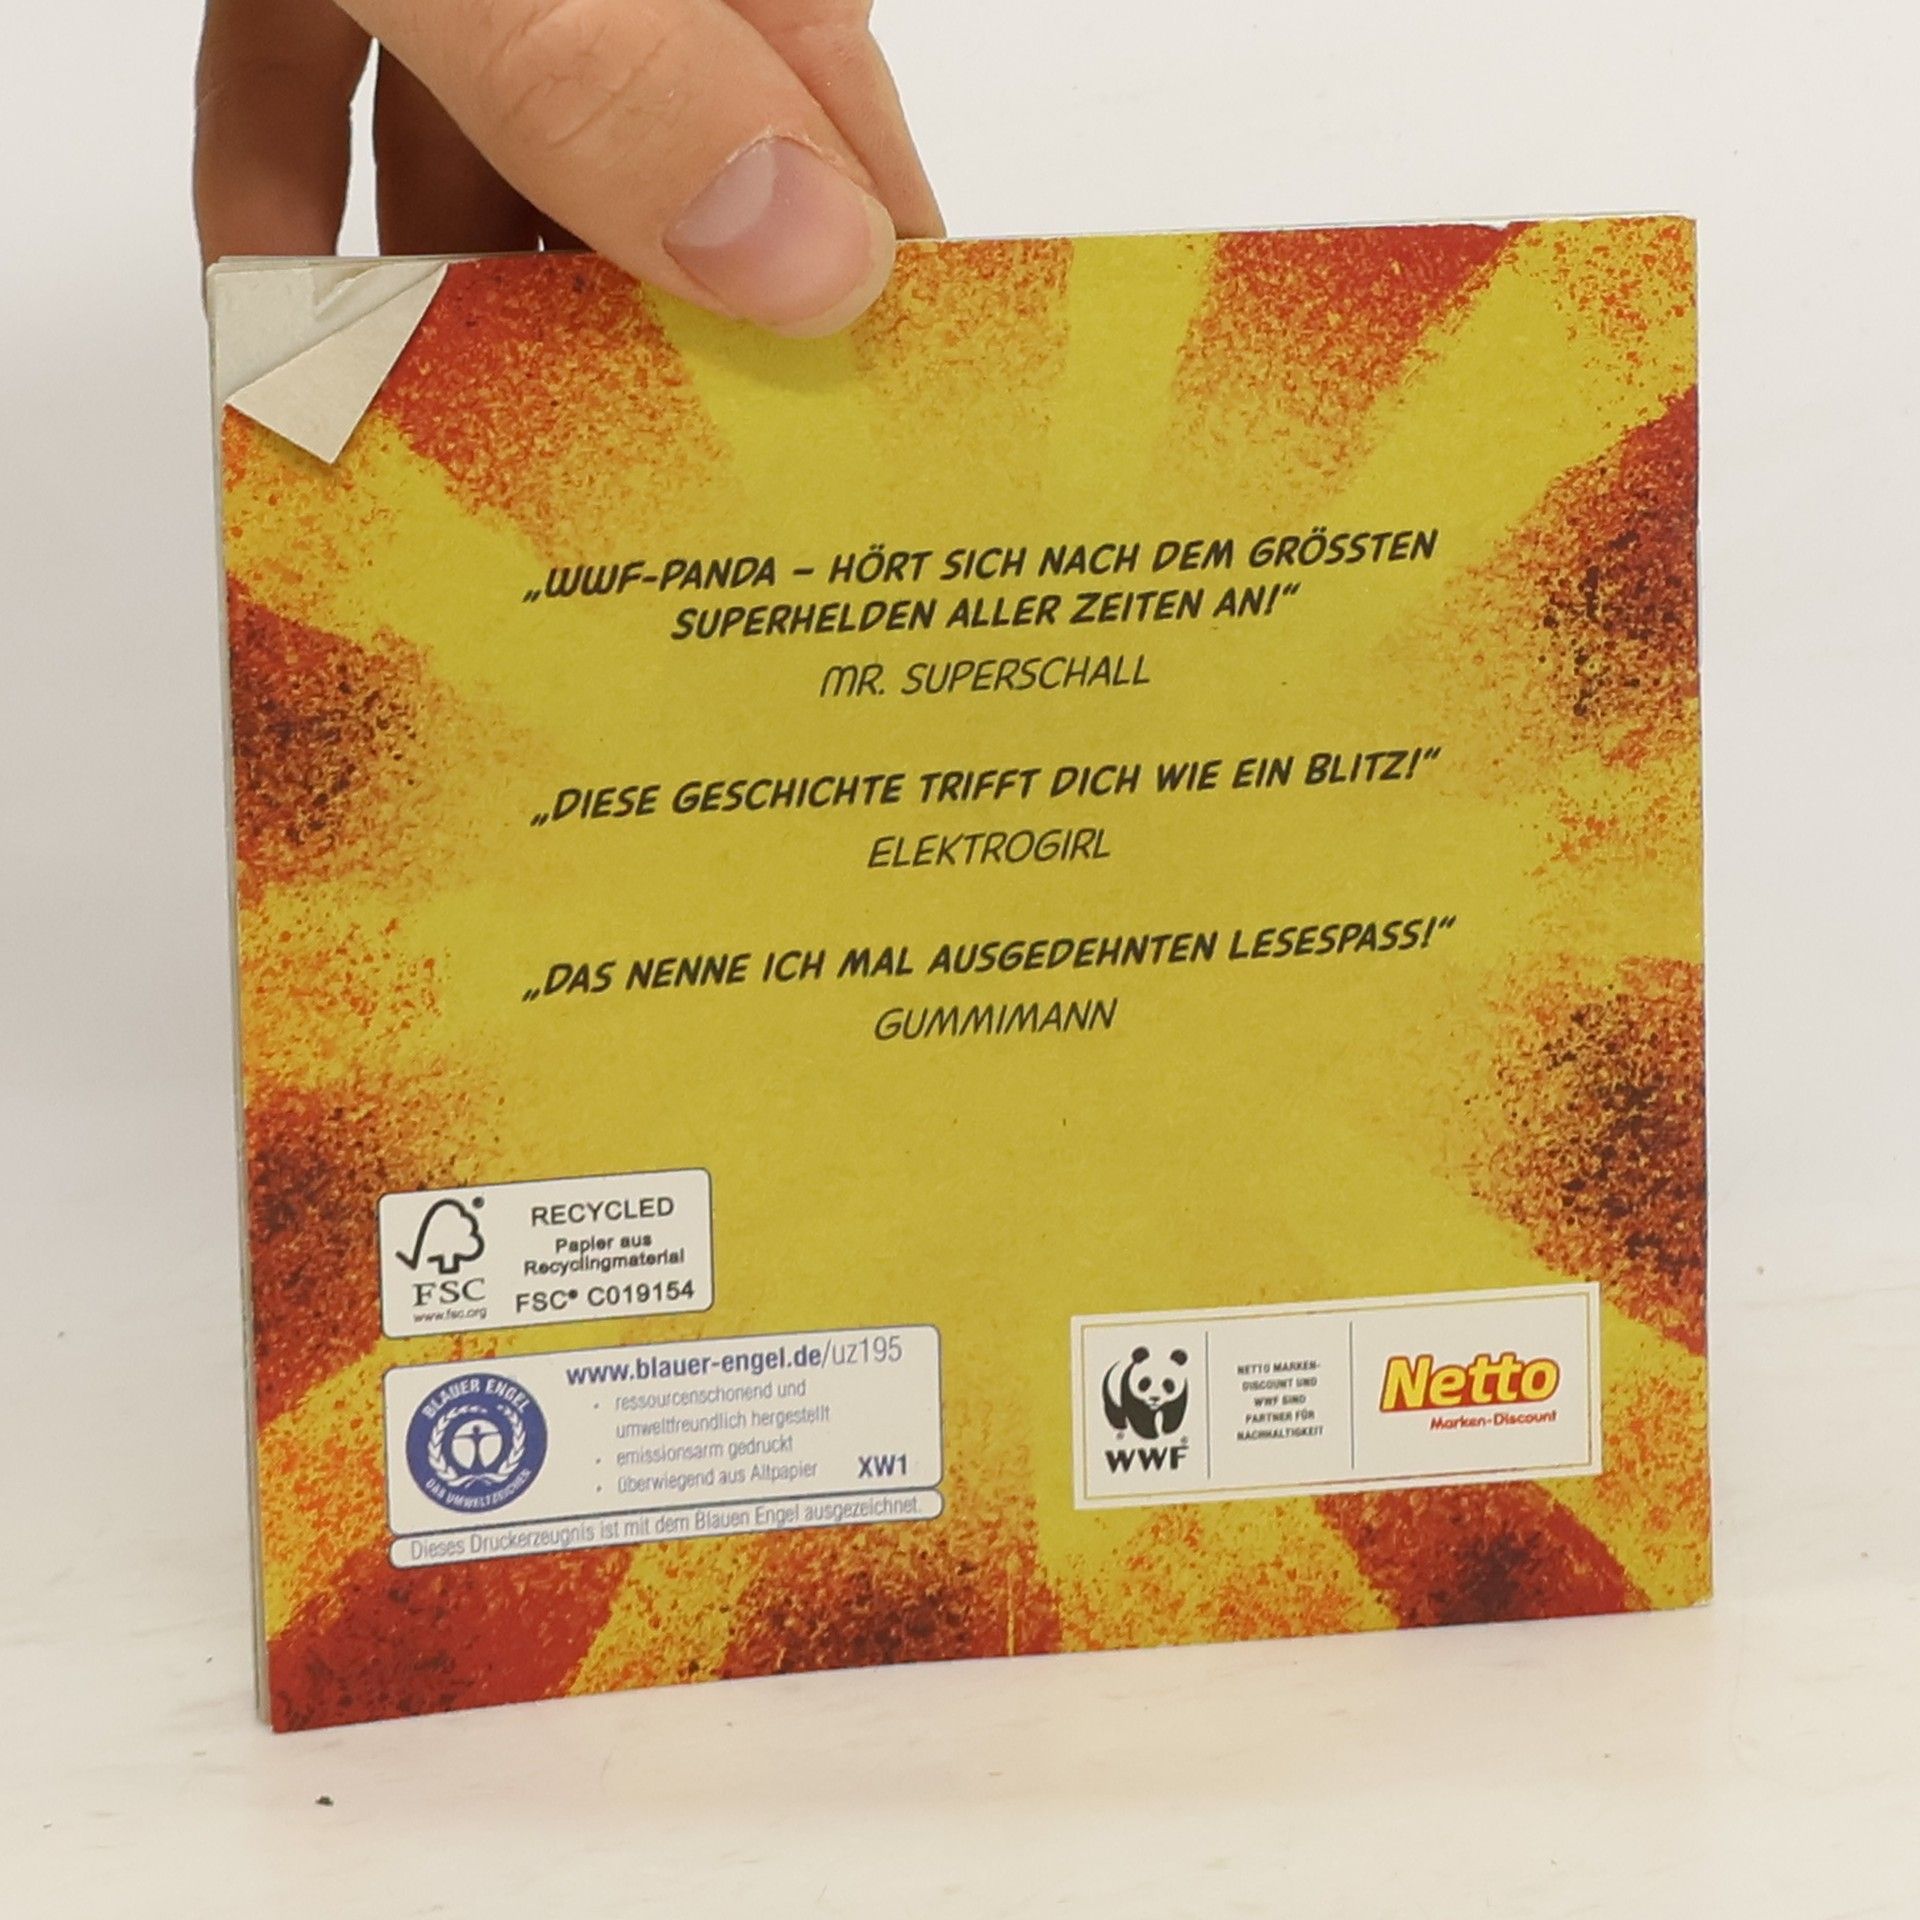 „WWF-PANDA – HÖRT SICH NACH DEM GRÖSSTEN
SUPERHELDEN ALLER ZEITEN AN!“
MR. SUPERSCHALL
„DIESE GESCHICHTE TRIFFT DICH WIE EIN BLITZ!“
ELEKTROGIRL
„DAS NENNE ICH MAL AUSGEDEHNTEN LESESPASS!“
GUMMIMANN
FSC
www.fsc.org
RECYCLED
Papier aus
Recyclingmaterial
FSC® C019154
BLAUER ENGEL
DAS UMWELTZEICHEN
www.blauer-engel.de/uz195
• ressourcenschonend und
umweltfreundlich hergestellt
• emissionsarm gedruckt
• überwiegend aus Altpapier
XW1
Dieses Druckerzeugnis ist mit dem Blauen Engel ausgezeichnet.
WWF
NETTO MARKEN-
DISCOUNT UND
WWF SIND
PARTNER FÜR
NACHHALTIGKEIT
Netto
Marken-Discount